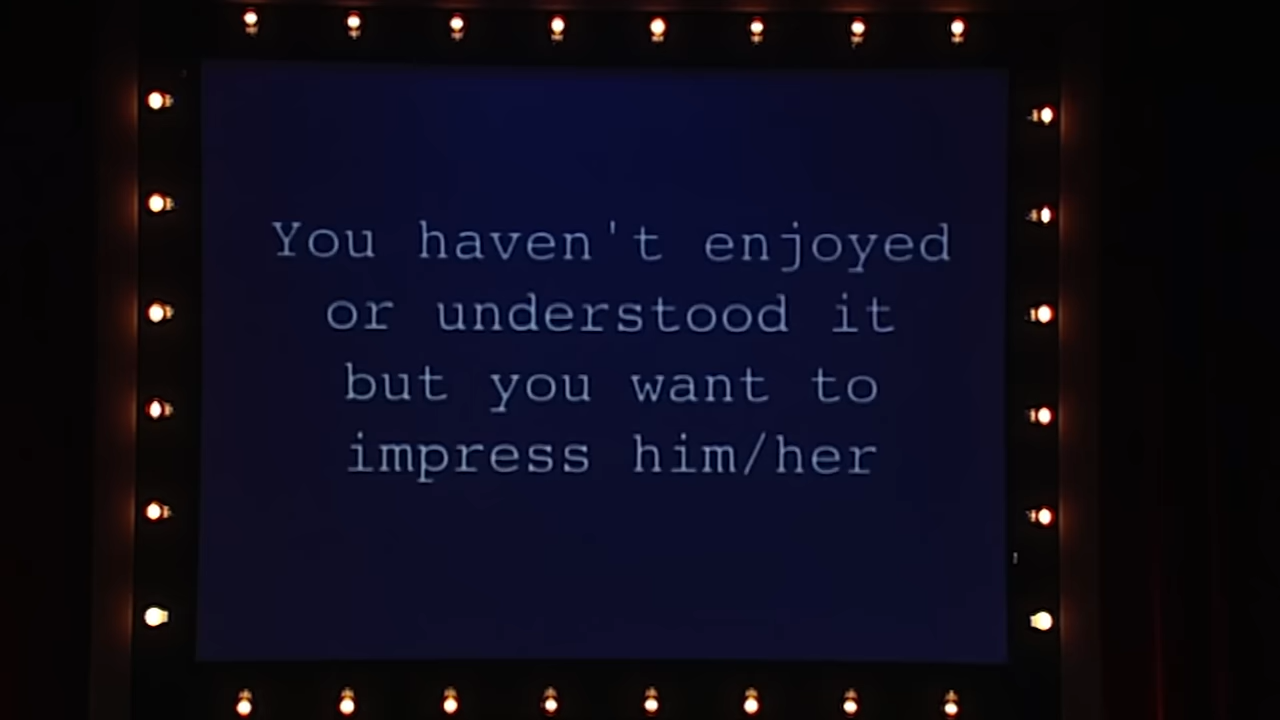 You haven't enjoyed
or understood it
but you want to
impress him/her